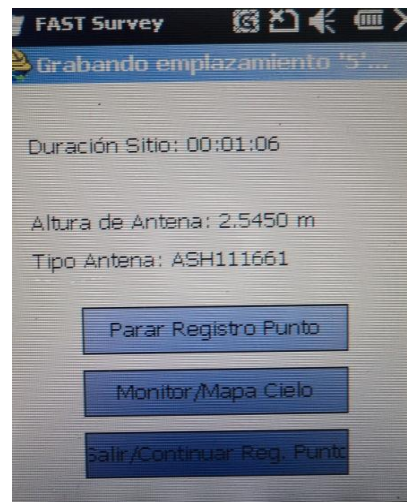 FAST Survey
Grabando emplazamiento '5'...
Duración Sitio: 00:01:06
Altura de Antena: 2.5450 m
Tipo Antena: ASH111661
Parar Registro Punto
Monitor/Mapa Cielo
Salir/Continuar Reg. Punto